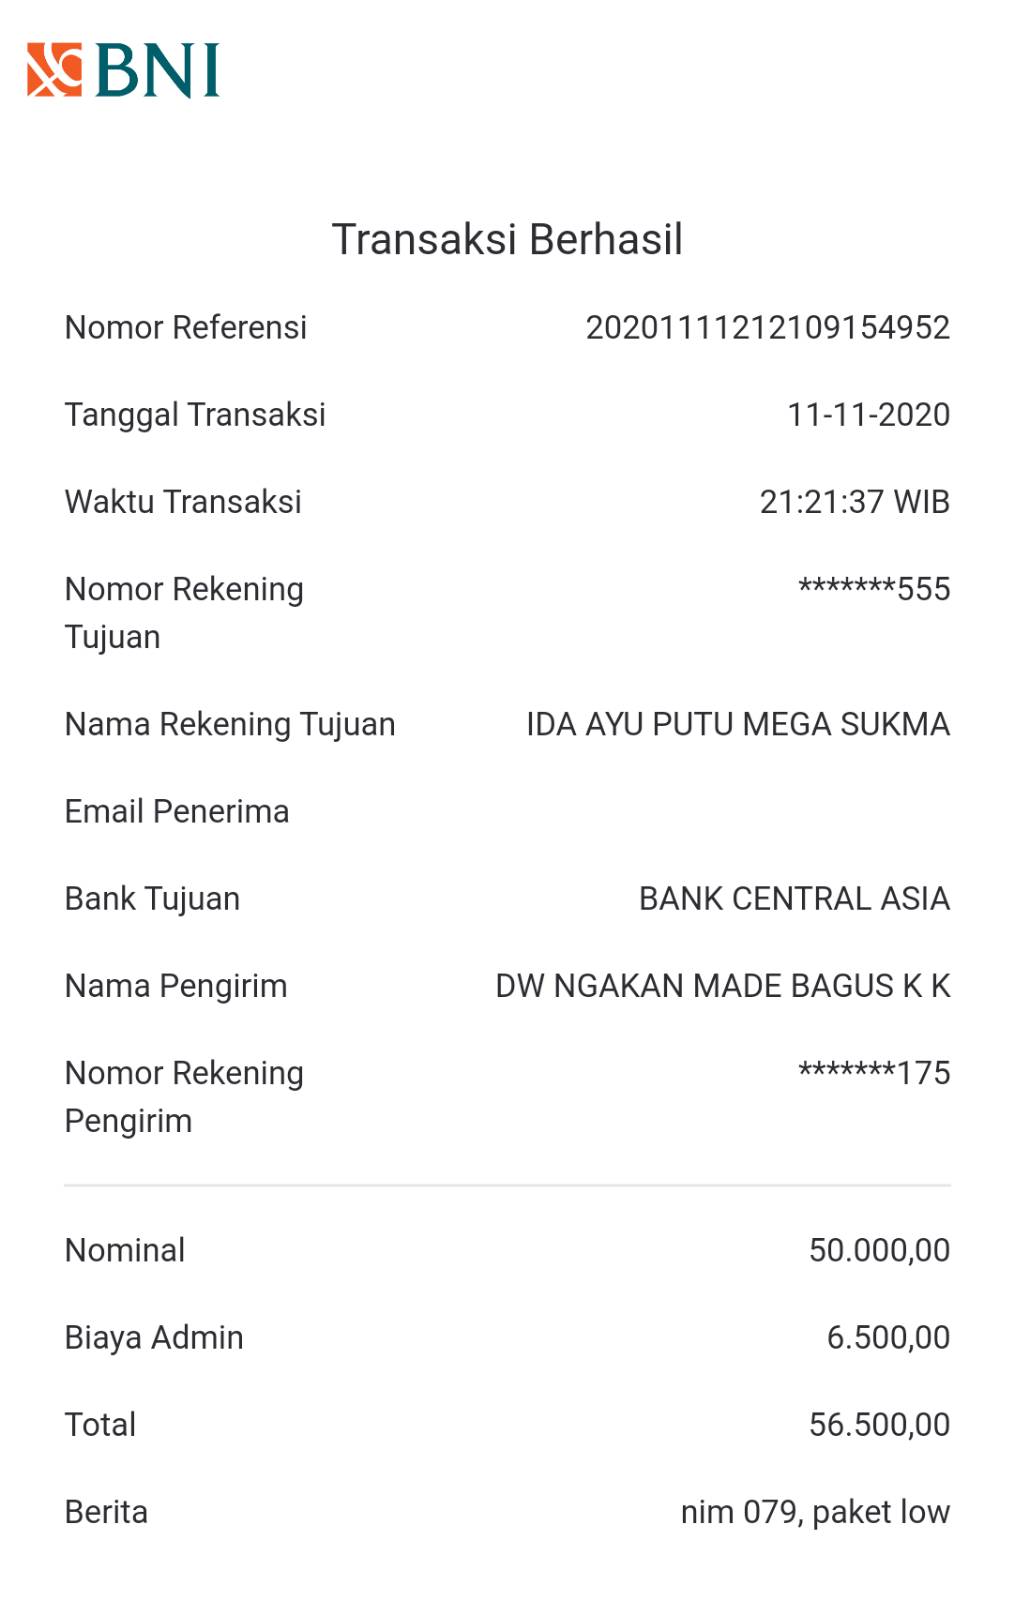 BNI
Transaksi Berhasil
Nomor Referensi 20201111212109154952
Tanggal Transaksi 11-11-2020
Waktu Transaksi 21:21:37 WIB
Nomor Rekening *******555
Tujuan
Nama Rekening Tujuan IDA AYU PUTU MEGA SUKMA
Email Penerima
Bank Tujuan BANK CENTRAL ASIA
Nama Pengirim DW NGAKAN MADE BAGUS K K
Nomor Rekening *******175
Pengirim
Nominal 50.000,00
Biaya Admin 6.500,00
Total 56.500,00
Berita nim 079, paket low